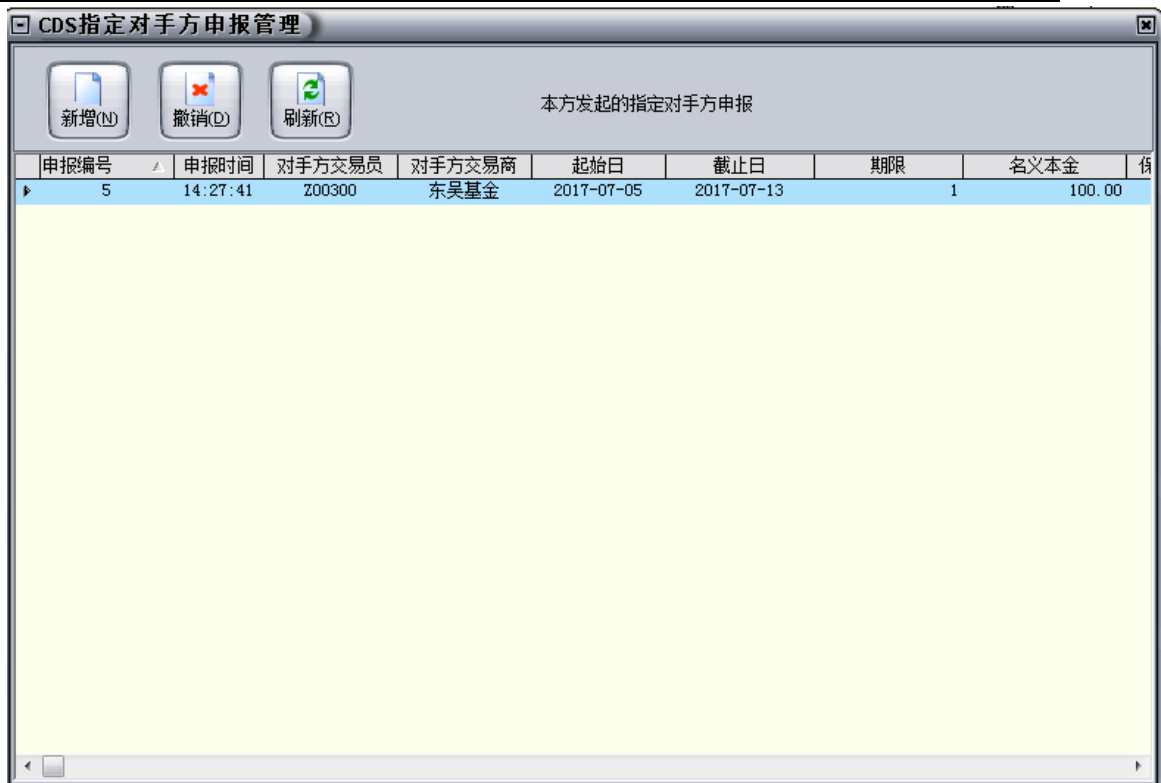 CDS指定对手方申报管理
新增(N) 撤销(D) 刷新(R) 本方发起的指定对手方申报
申报编号 申报时间 对手方交易员 对手方交易商 起始日 截止日 期限 名义本金
5 14:27:41 Z00300 东吴基金 2017-07-05 2017-07-13 1 100.00